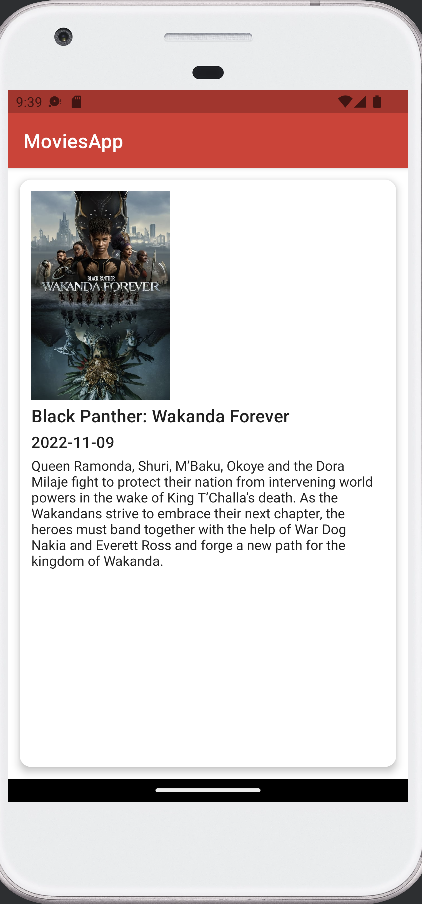 9:39
MoviesApp
BLACK PANTHER
WAKANDA FOREVER
Black Panther: Wakanda Forever
2022-11-09
Queen Ramonda, Shuri, M'Baku, Okoye and the Dora
Milaje fight to protect their nation from intervening world
powers in the wake of King T'Challa's death. As the
Wakandans strive to embrace their next chapter, the
heroes must band together with the help of War Dog
Nakia and Everett Ross and forge a new path for the
kingdom of Wakanda.